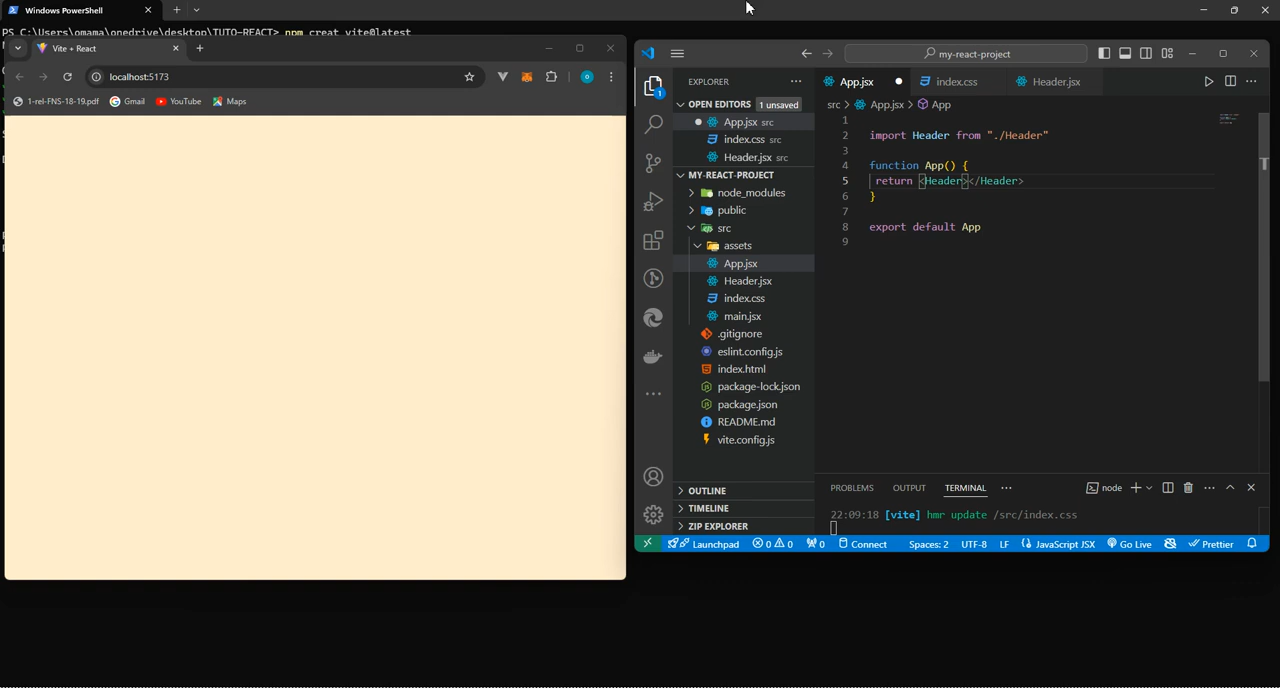 Windows PowerShell
PS C:\Users\omama\onedrive\desktop\TUTO-REACT> npm creat vite@latest
Vite + React
localhost:5173
1-rei-FNS-18-19.pdf
Gmail
YouTube
Maps
my-react-project
EXPLORER
OPEN EDITORS
1 unsaved
App.jsx src
index.css src
Header.jsx src
MY-REACT-PROJECT
node_modules
public
src
assets
App.jsx
Header.jsx
index.css
main.jsx
.gitignore
eslint.config.js
index.html
package-lock.json
package.json
README.md
vite.config.js
OUTLINE
TIMELINE
ZIP EXPLORER
App.jsx
index.css
Header.jsx
src > App.jsx > App
1
2 import Header from "./Header"
3
4 function App() {
5 return <Header></Header>
6 }
7
8 export default App
9
PROBLEMS
OUTPUT
TERMINAL
node
22:09:18 [vite] hmr update /src/index.css
Launchpad
0
0
0
Connect
Spaces: 2
UTF-8
LF
JavaScript JSX
Go Live
Prettier